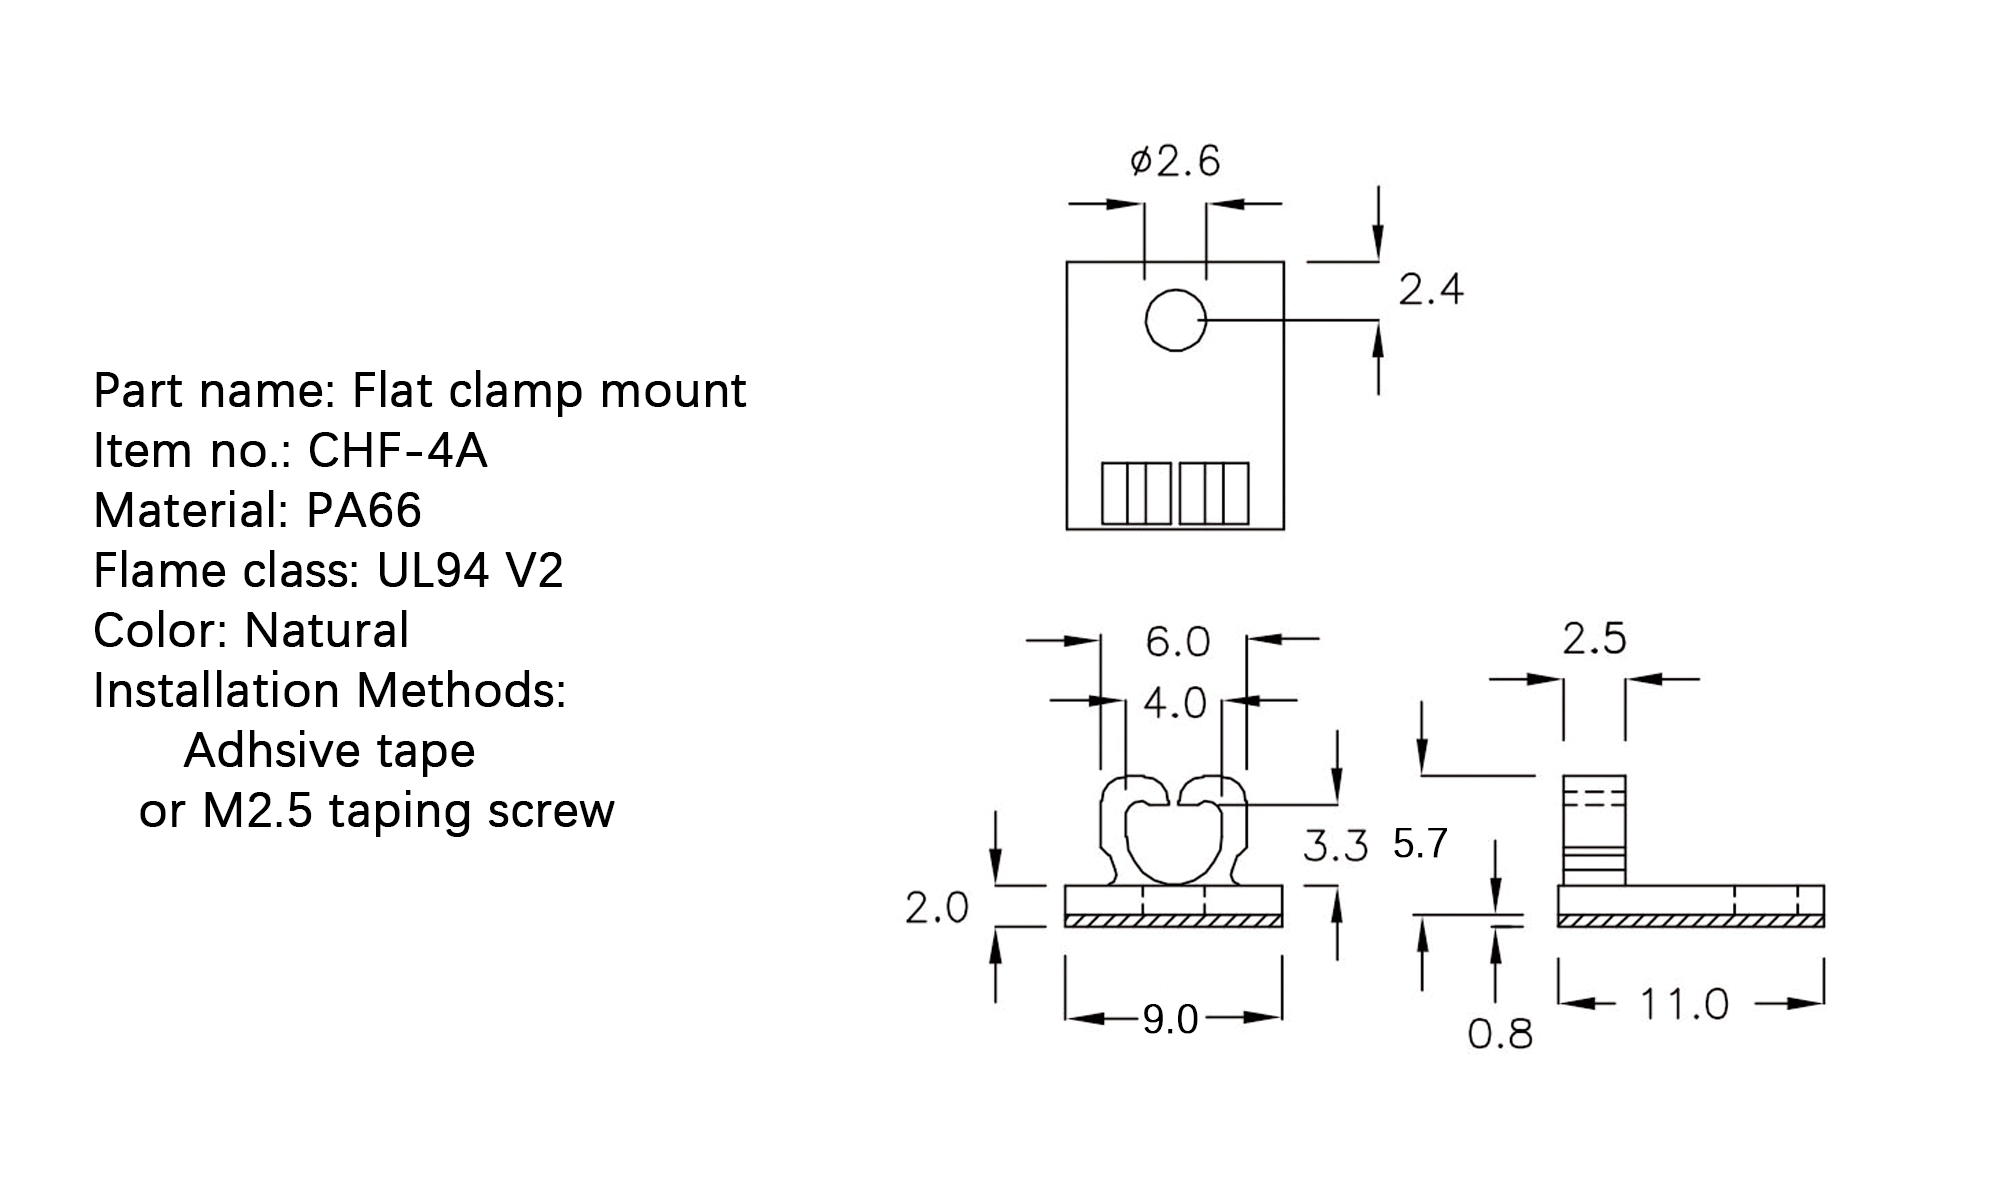 Part name: Flat clamp mount
Item no.: CHF-4A
Material: PA66
Flame class: UL94 V2
Color: Natural
Installation Methods:
Adhsive tape
or M2.5 taping screw
ø2.6
2.4
6.0
4.0
2.5
3.3
5.7
2.0
9.0
11.0
0.8